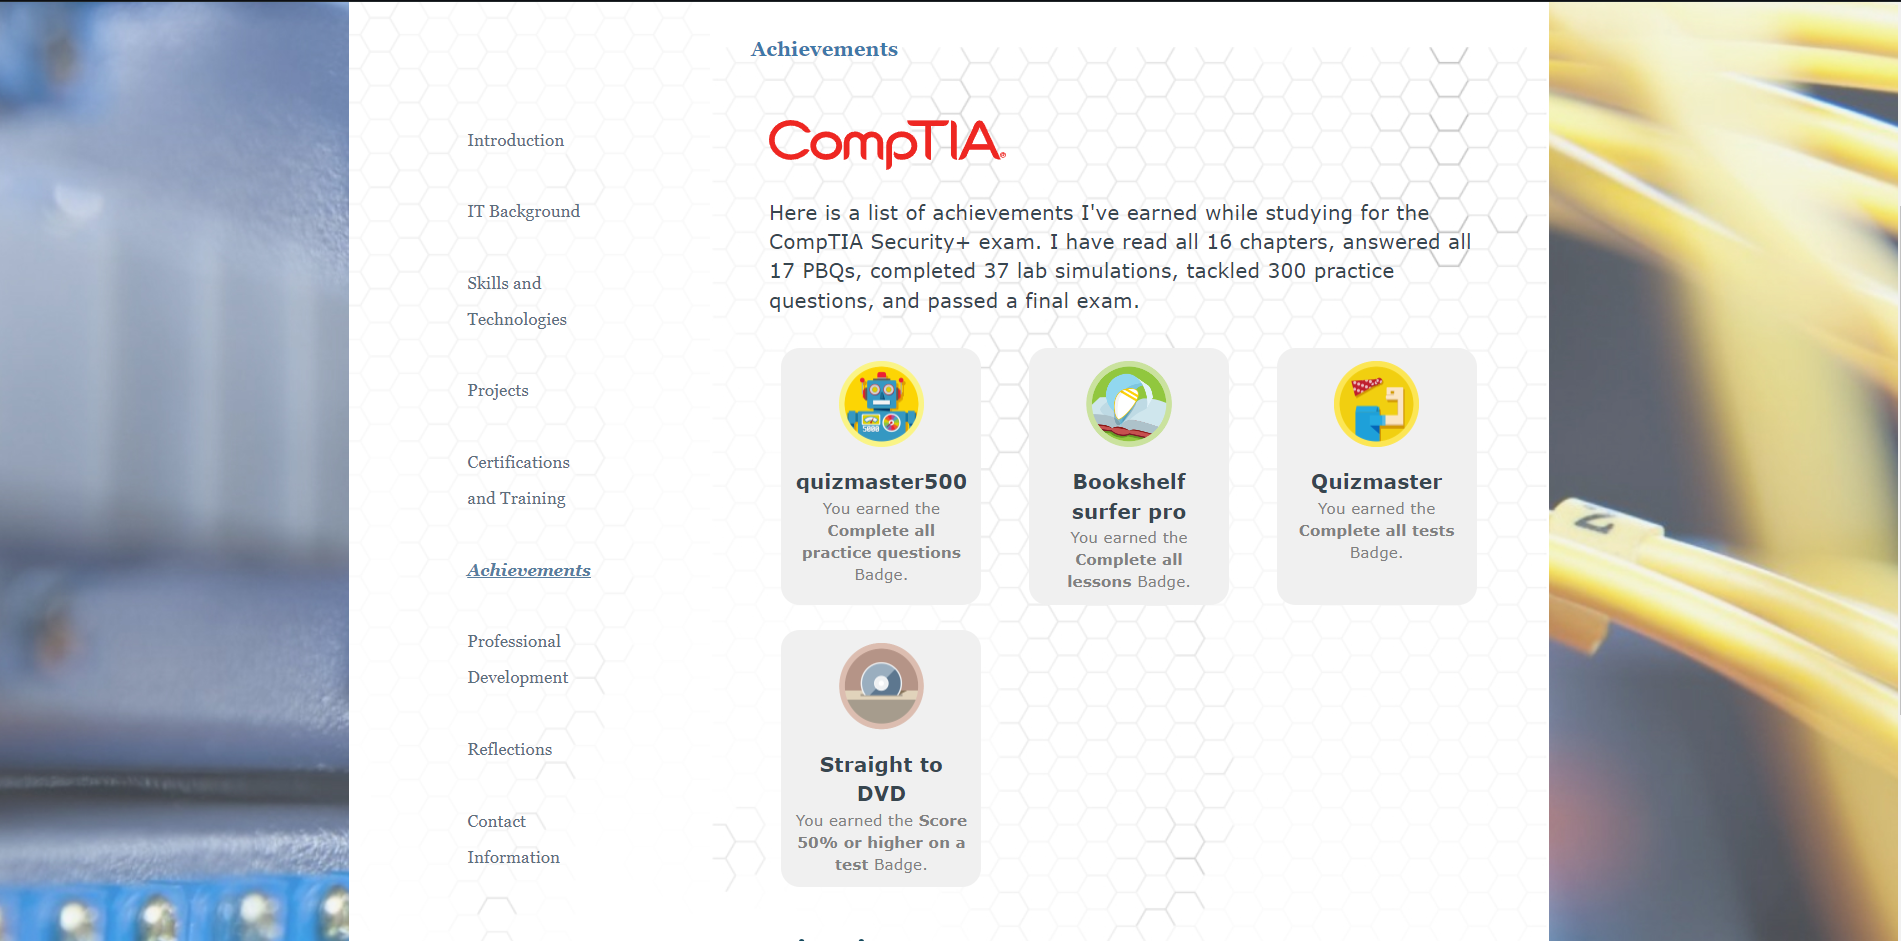 Achievements
Introduction
IT Background
Skills and
Technologies
Projects
Certifications
and Training
Achievements
Professional
Development
Reflections
Contact
Information
CompTIA®
Here is a list of achievements I've earned while studying for the
CompTIA Security+ exam. I have read all 16 chapters, answered all
17 PBQs, completed 37 lab simulations, tackled 300 practice
questions, and passed a final exam.
5000
quizmaster500
You earned the
Complete all
practice questions
Badge.
Bookshelf
surfer pro
You earned the
Complete all
lessons Badge.
Quizmaster
You earned the
Complete all tests
Badge.
Straight to
DVD
You earned the Score
50% or higher on a
test Badge.
7